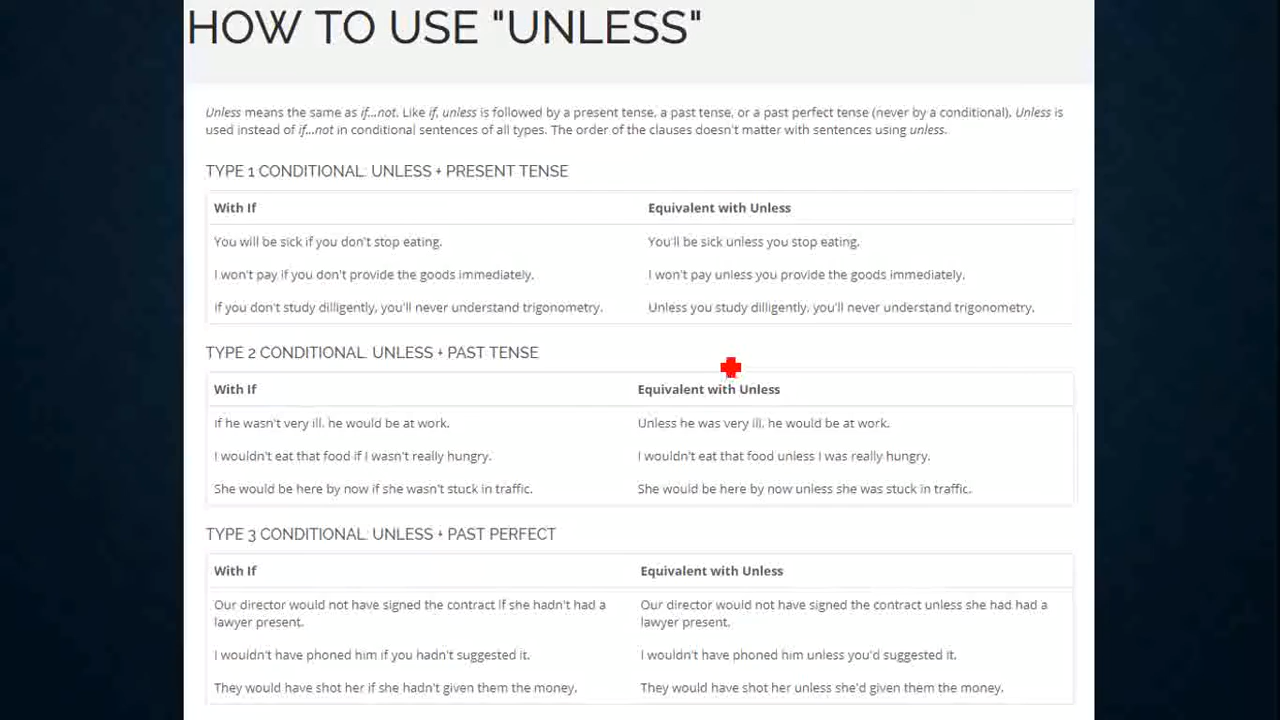 HOW TO USE "UNLESS"
Unless means the same as if...not. Like if, unless is followed by a present tense, a past tense, or a past perfect tense (never by a conditional). Unless is
used instead of if...not in conditional sentences of all types. The order of the clauses doesn't matter with sentences using unless.
TYPE 1 CONDITIONAL: UNLESS + PRESENT TENSE
With If Equivalent with Unless
You will be sick if you don't stop eating. You'll be sick unless you stop eating.
I won't pay if you don't provide the goods immediately. I won't pay unless you provide the goods immediately.
If you don't study dilligently, you'll never understand trigonometry. Unless you study dilligently, you'll never understand trigonometry.
TYPE 2 CONDITIONAL: UNLESS + PAST TENSE
With If Equivalent with Unless
If he wasn't very ill, he would be at work. Unless he was very ill, he would be at work.
I wouldn't eat that food if I wasn't really hungry. I wouldn't eat that food unless I was really hungry.
She would be here by now if she wasn't stuck in traffic. She would be here by now unless she was stuck in traffic.
TYPE 3 CONDITIONAL: UNLESS + PAST PERFECT
With If Equivalent with Unless
Our director would not have signed the contract if she hadn't had a Our director would not have signed the contract unless she had had a
lawyer present. lawyer present.
I wouldn't have phoned him if you hadn't suggested it. I wouldn't have phoned him unless you'd suggested it.
They would have shot her if she hadn't given them the money. They would have shot her unless she'd given them the money.